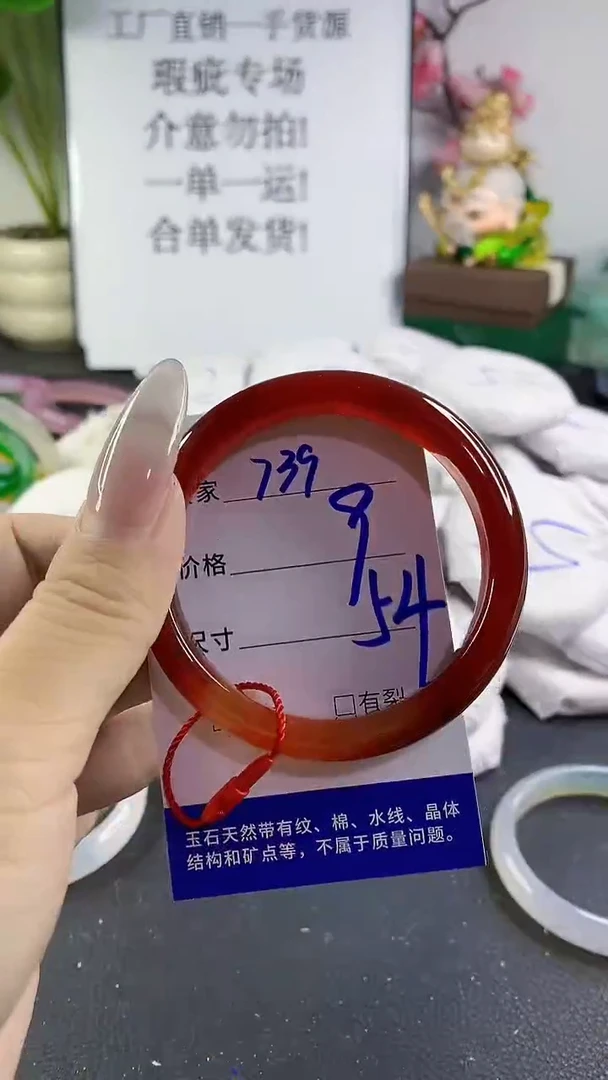 工厂直销一手货源
瑕疵专场
介意勿拍!
一单一运!
合单发货!
家 739
价格 9
尺寸 54
□有裂
玉石天然带有纹、棉、水线、晶体
结构和矿点等，不属于质量问题。